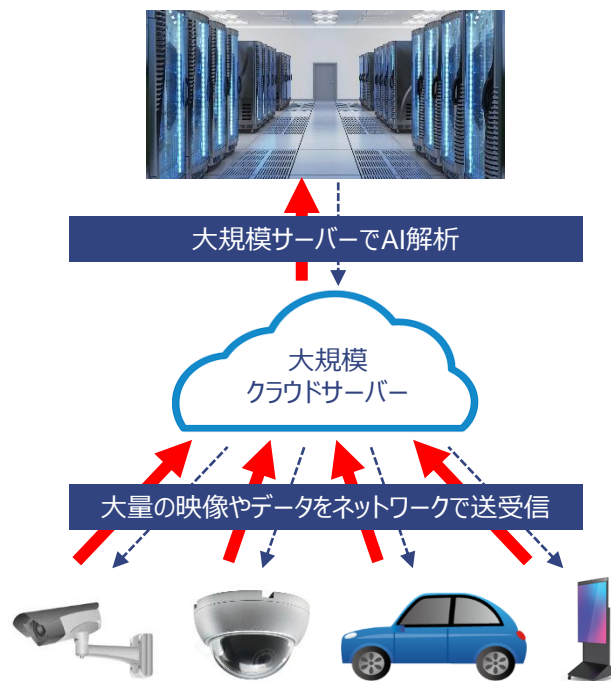 大規模サーバーでAI解析
大規模
クラウドサーバー
大量の映像やデータをネットワークで送受信